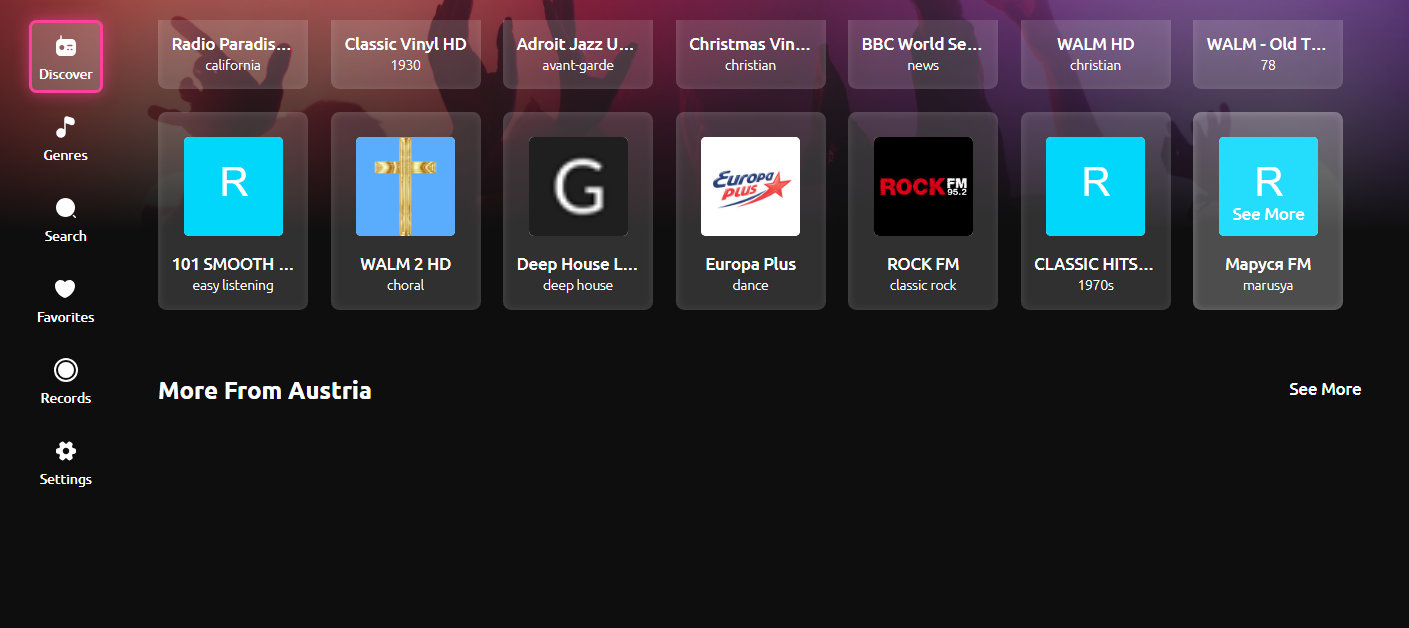 Discover
Genres
Search
Favorites
Records
Settings
Radio Paradis...
california
Classic Vinyl HD
1930
Adroit Jazz U...
avant-garde
Christmas Vin...
christian
BBC World Se...
news
WALM HD
christian
WALM - Old T...
78
R
101 SMOOTH ...
easy listening
WALM 2 HD
choral
G
Deep House L...
deep house
Europa
Plus
Europa Plus
dance
ROCK FM
95.2
ROCK FM
classic rock
R
CLASSIC HITS...
1970s
R
See More
Маруся FM
marusya
More From Austria
See More